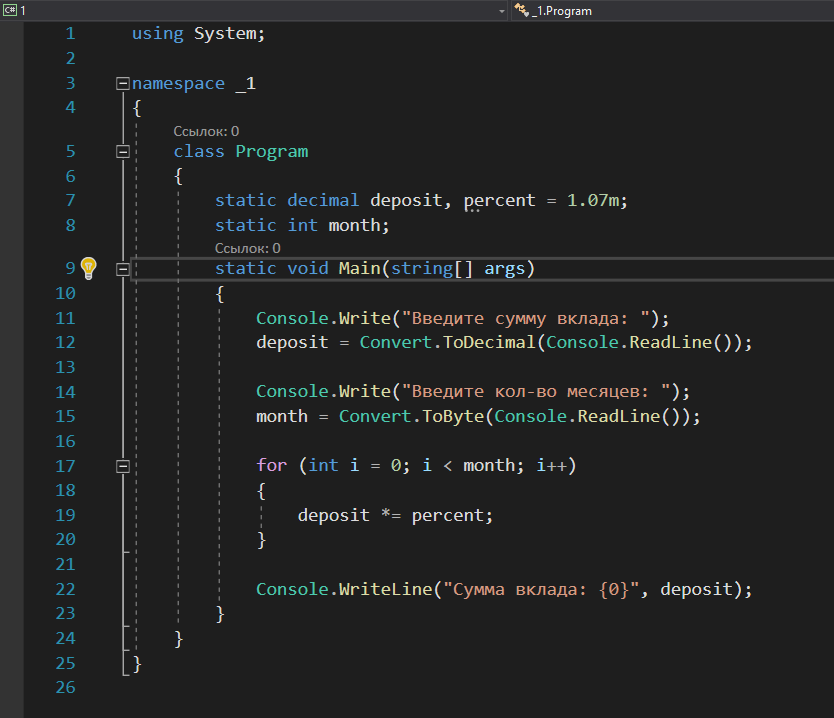 C# 1 _1.Program
1 using System;
2
3 namespace _1
4 {
Ссылок: 0
5 class Program
6 {
7 static decimal deposit, percent = 1.07m;
8 static int month;
Ссылок: 0
9 static void Main(string[] args)
10 {
11 Console.Write("Введите сумму вклада: ");
12 deposit = Convert.ToDecimal(Console.ReadLine());
13
14 Console.Write("Введите кол-во месяцев: ");
15 month = Convert.ToByte(Console.ReadLine());
16
17 for (int i = 0; i < month; i++)
18 {
19 deposit *= percent;
20 }
21
22 Console.WriteLine("Сумма вклада: {0}", deposit);
23 }
24 }
25 }
26